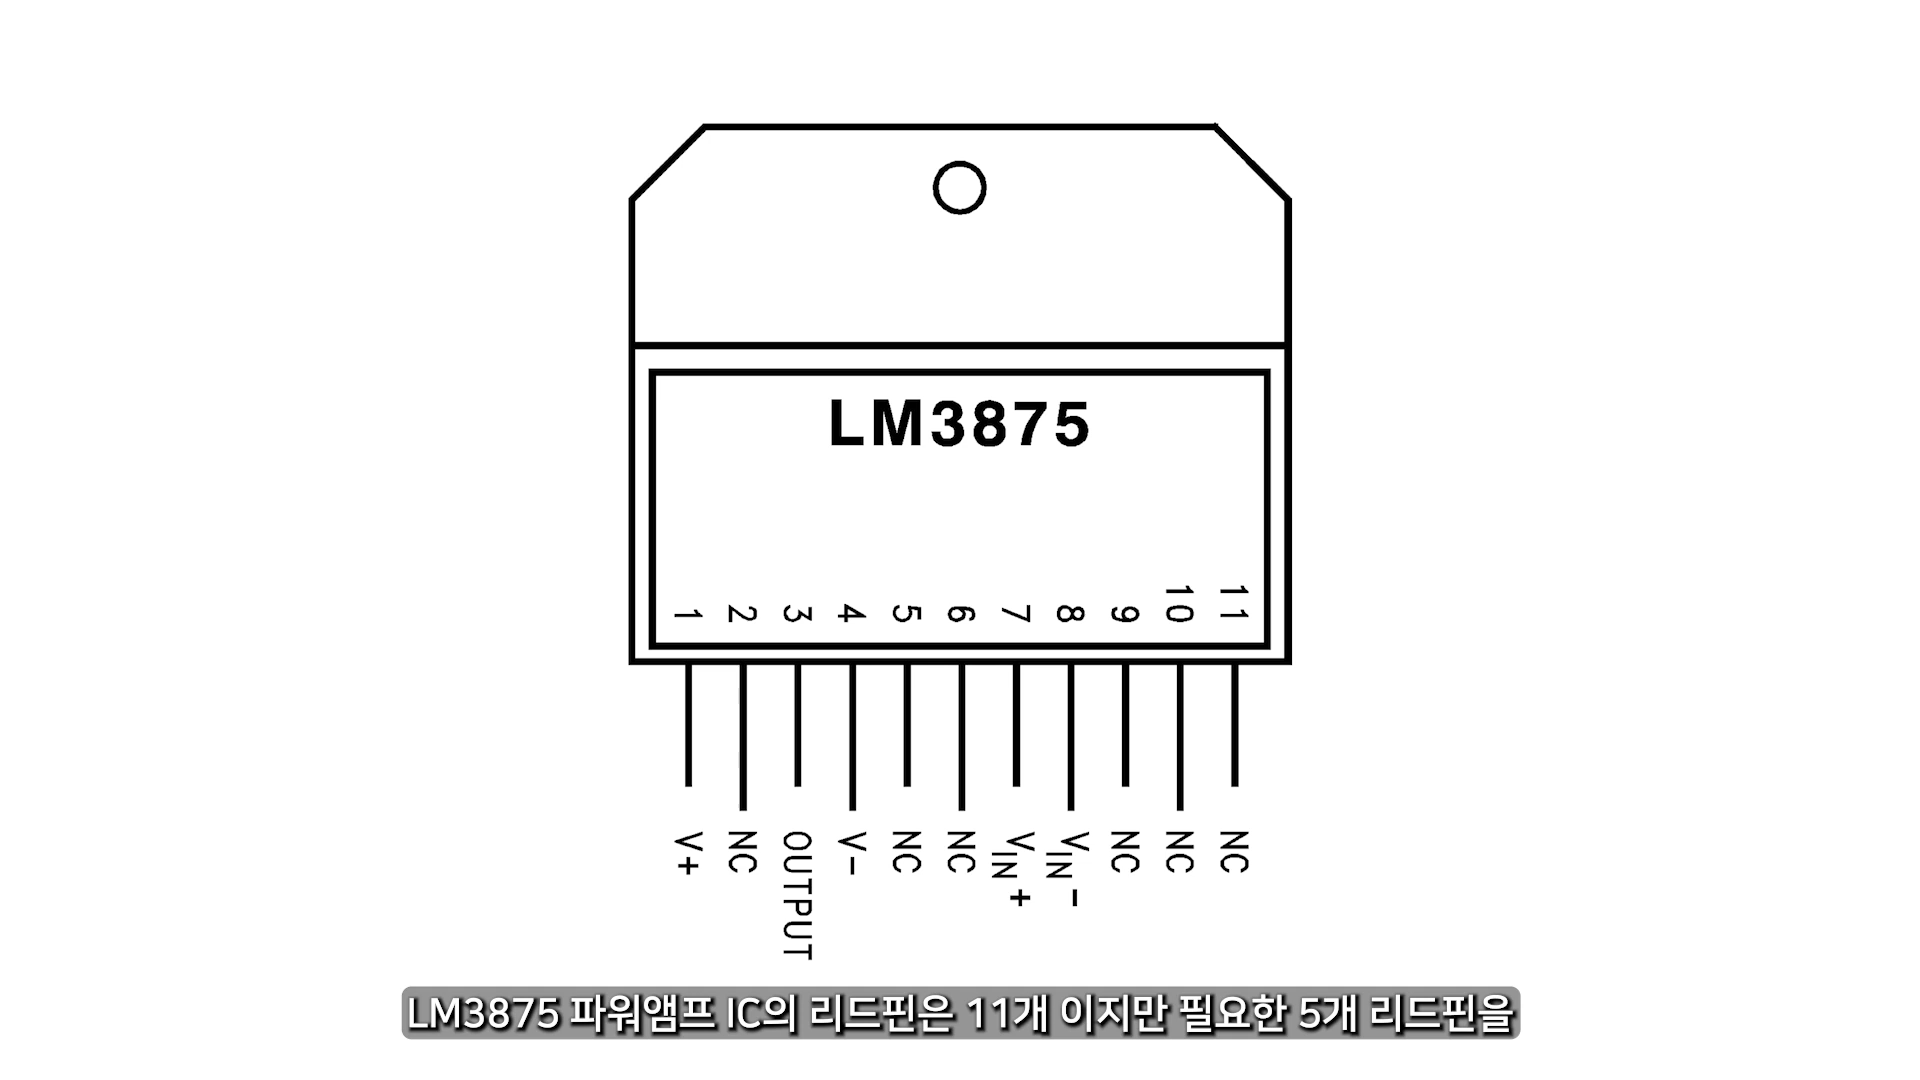 LM3875
1 2 3 4 5 6 7 8 9 10 11
V+ NC OUTPUT V- NC NC VIN+ VIN- NC NC NC
LM3875 파워앰프 IC의 리드핀은 11개 이지만 필요한 5개 리드핀을